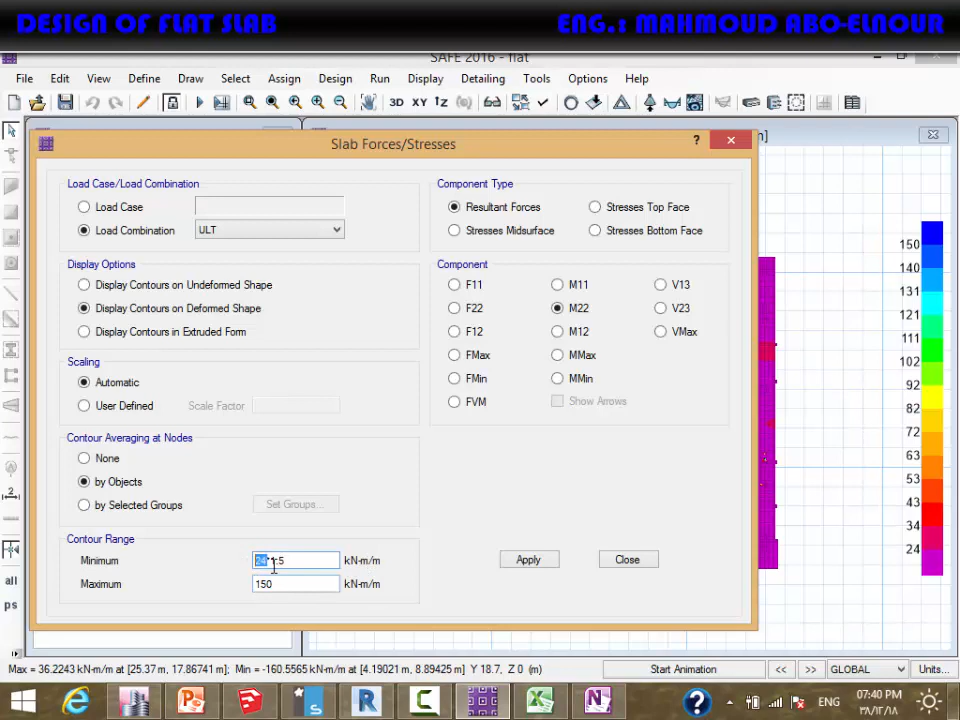 DESIGN OF FLAT SLAB
ENG.: MAHMOUD ABO-ELNOUR
SAFE 2016 - flat
File Edit View Define Draw Select Assign Design Run Display Detailing Tools Options Help
3D XY
Slab Forces/Stresses
?
Load Case/Load Combination
Load Case
Load Combination
ULT
Component Type
Resultant Forces
Stresses Top Face
Stresses Midsurface
Stresses Bottom Face
Display Options
Display Contours on Undeformed Shape
Display Contours on Deformed Shape
Display Contours in Extruded Form
Component
F11 M11 V13
F22 M22 V23
F12 M12 VMax
FMax MMax
FMin MMin
FVM Show Arrows
Scaling
Automatic
User Defined Scale Factor
Contour Averaging at Nodes
None
by Objects
by Selected Groups Set Groups...
Contour Range
Minimum kN-m/m
Maximum 150 kN-m/m
Apply Close
150
140
131
121
111
102
92
82
72
63
53
43
34
24
all
ps
Max = 36.2243 kN-m/m at [25.37 m, 17.86741 m]; Min = -160.5565 kN-m/m at [4.19021 m, 8.89425 m] Y 18.7, Z 0 (m)
Start Animation << >> GLOBAL Units...
ENG
07:40 PM
٣٨/١٢/١٨